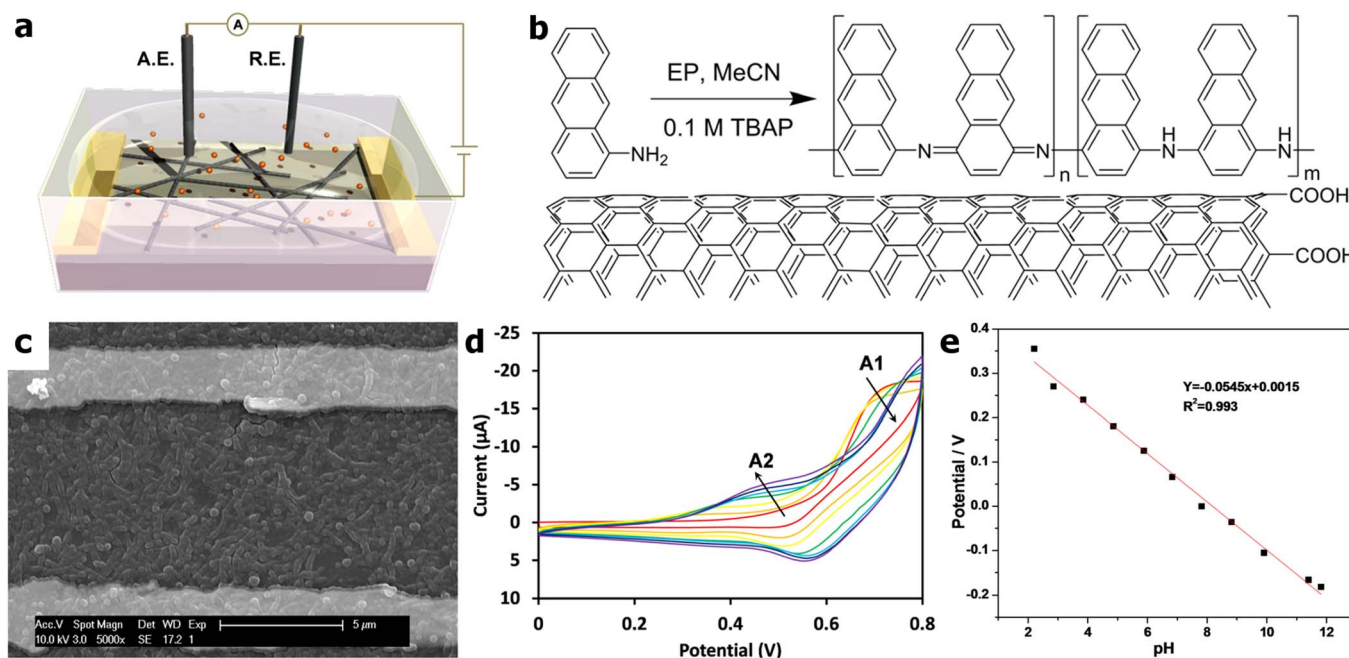 a
A
A.E.
R.E.
b
EP, MeCN
0.1 M TBAP
NH₂
N
N
n
H
N
H
N
m
COOH
COOH
c
Acc.V Spot Magn Det WD Exp
10.0 kV 3.0 5000x SE 17.2 1
5 µm
d
-25
-20
-15
-10
-5
0
5
10
Current (µA)
A1
A2
0
0.2
0.4
0.6
0.8
Potential (V)
e
0.4
0.3
0.2
0.1
0.0
-0.1
-0.2
Potential / V
Y=-0.0545x+0.0015
R²=0.993
2
4
6
8
10
12
pH